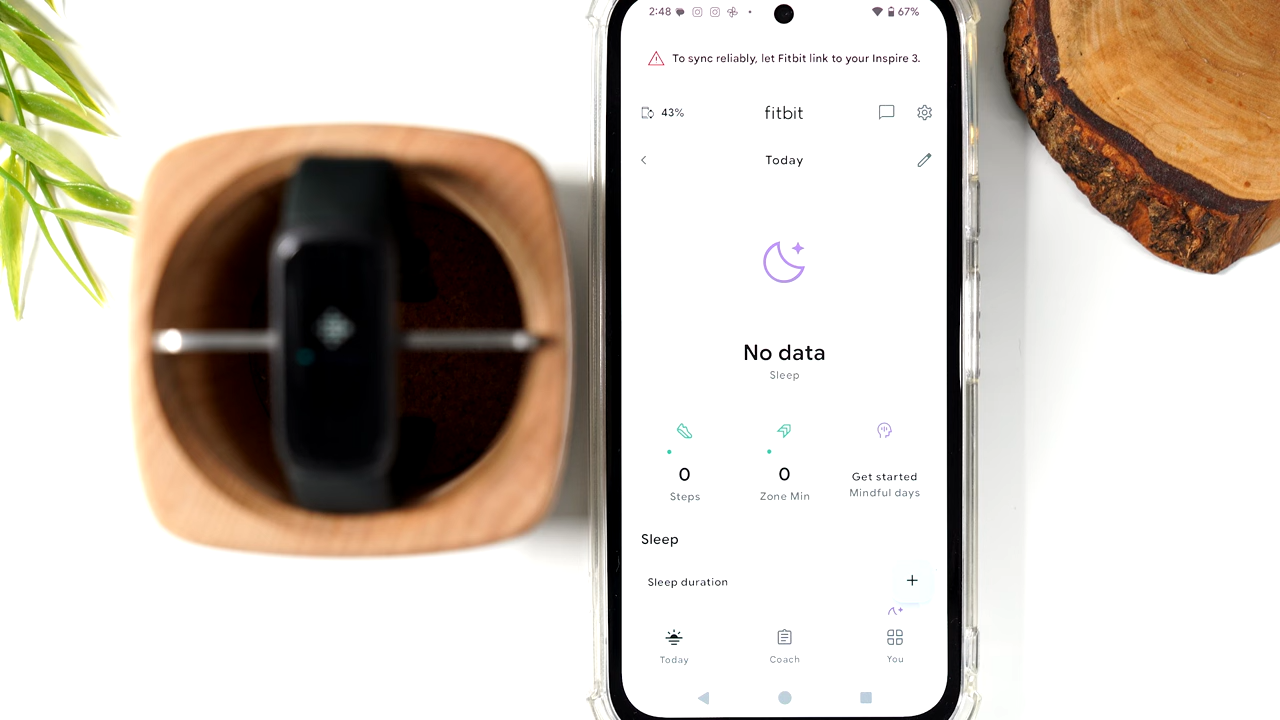 2:48
67%
To sync reliably, let Fitbit link to your Inspire 3.
43%
fitbit
Today
No data
Sleep
0
0
Get started
Steps
Zone Min
Mindful days
Sleep
Sleep duration
+
Today
Coach
You